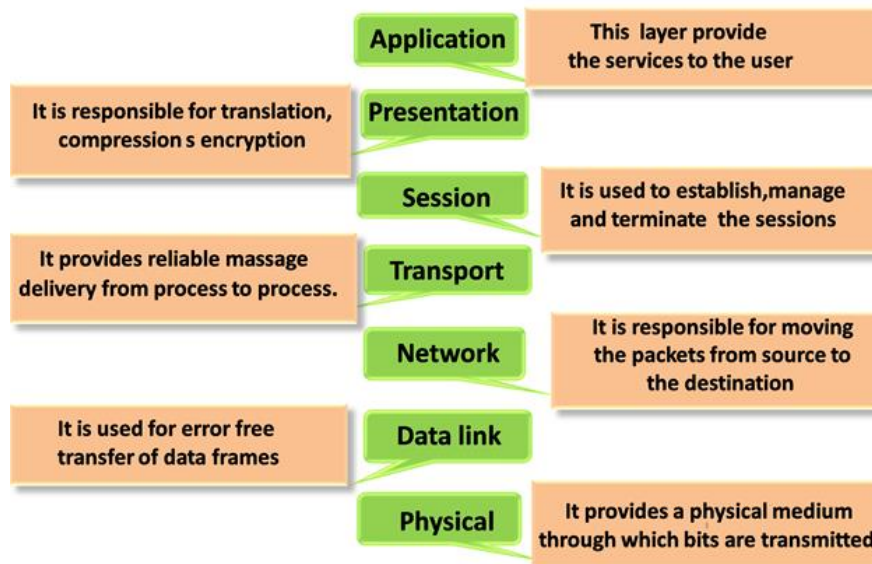 Application
This layer provide
the services to the user
Presentation
It is responsible for translation,
compression s encryption
Session
It is used to establish,manage
and terminate the sessions
Transport
It provides reliable massage
delivery from process to process.
Network
It is responsible for moving
the packets from source to
the destination
Data link
It is used for error free
transfer of data frames
Physical
It provides a physical medium
through which bits are transmitted